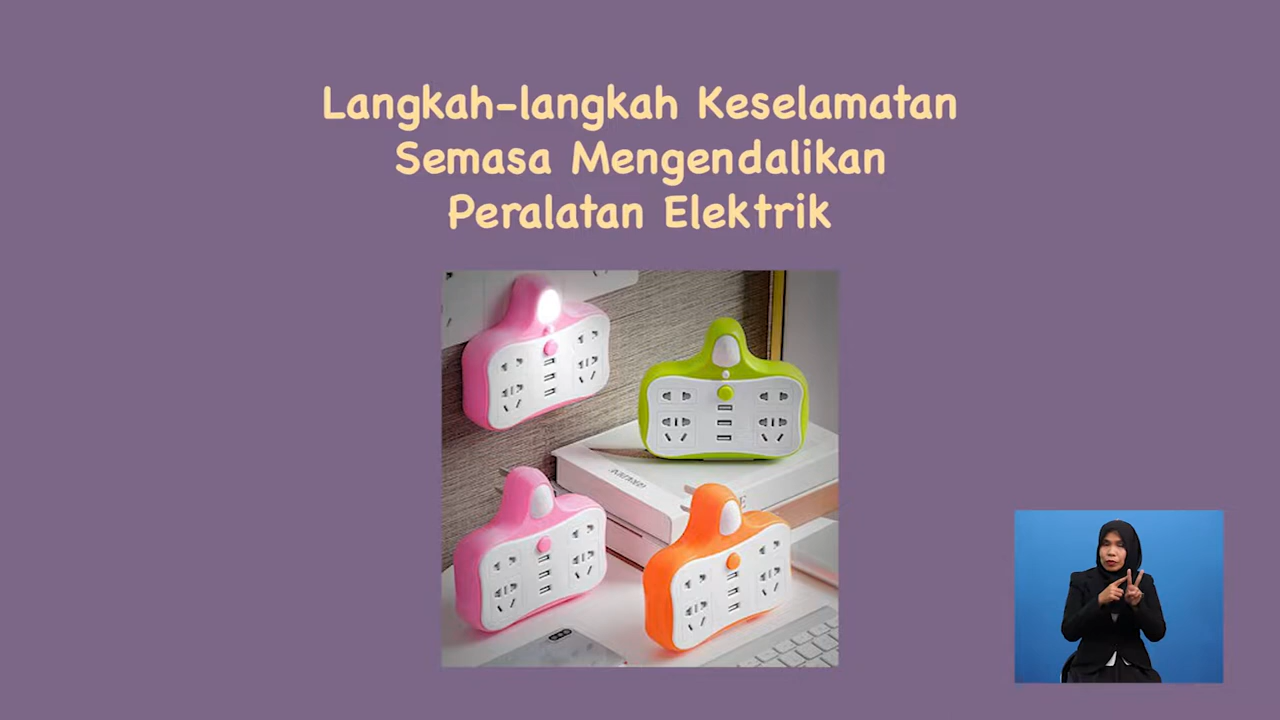 Langkah-langkah Keselamatan
Semasa Mengendalikan
Peralatan Elektrik